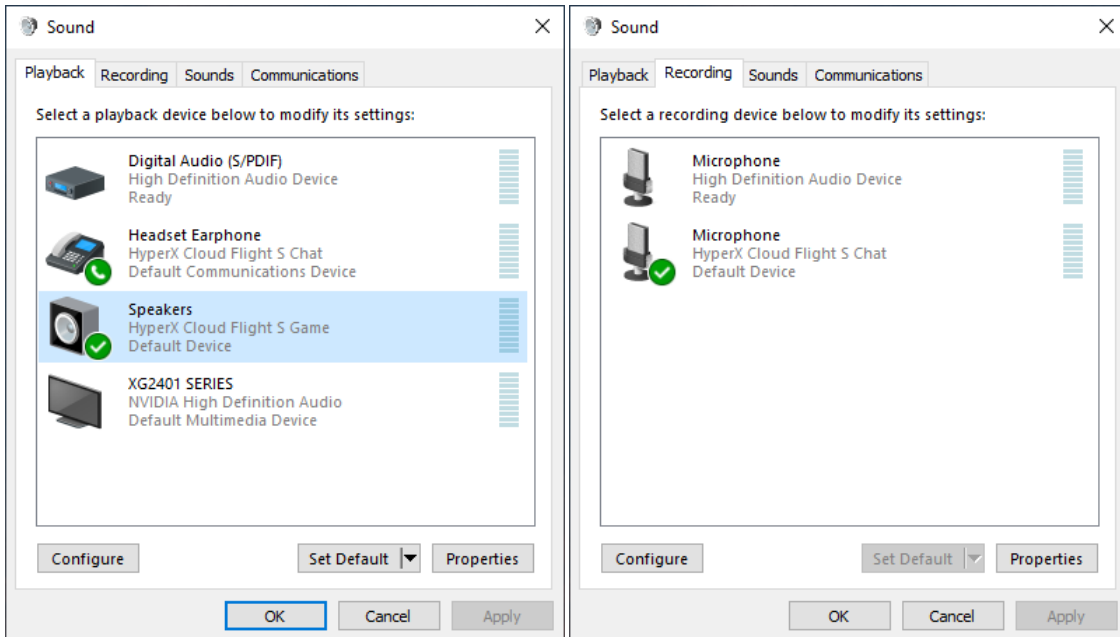 Sound
Playback Recording Sounds Communications
Select a playback device below to modify its settings:
Digital Audio (S/PDIF)
High Definition Audio Device
Ready
Headset Earphone
HyperX Cloud Flight S Chat
Default Communications Device
Speakers
HyperX Cloud Flight S Game
Default Device
XG2401 SERIES
NVIDIA High Definition Audio
Default Multimedia Device
Configure Set Default Properties
OK Cancel Apply
Sound
Playback Recording Sounds Communications
Select a recording device below to modify its settings:
Microphone
High Definition Audio Device
Ready
Microphone
HyperX Cloud Flight S Chat
Default Device
Configure Set Default Properties
OK Cancel Apply